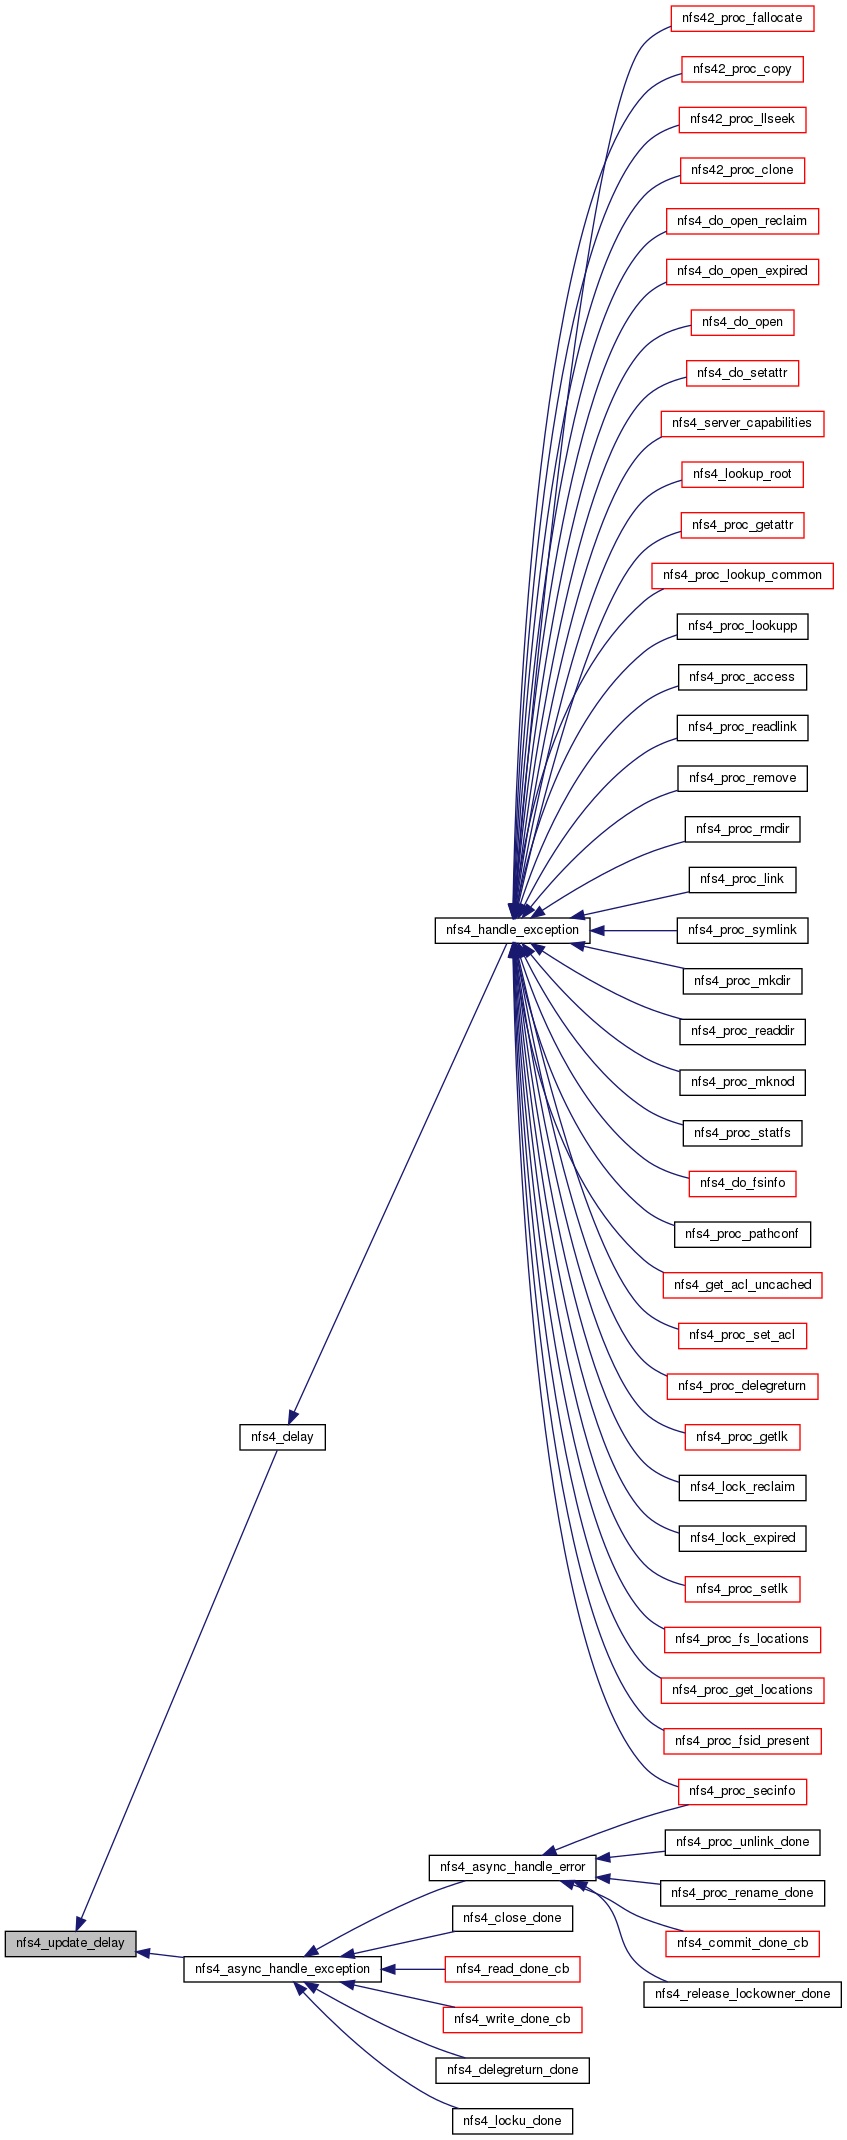 nfs42_proc_fallocate
nfs42_proc_copy
nfs42_proc_llseek
nfs42_proc_clone
nfs4_do_open_reclaim
nfs4_do_open_expired
nfs4_do_open
nfs4_do_setattr
nfs4_server_capabilities
nfs4_lookup_root
nfs4_proc_getattr
nfs4_proc_lookup_common
nfs4_proc_lookupp
nfs4_proc_access
nfs4_proc_readlink
nfs4_proc_remove
nfs4_proc_rmdir
nfs4_proc_link
nfs4_handle_exception
nfs4_proc_symlink
nfs4_proc_mkdir
nfs4_proc_readdir
nfs4_proc_mknod
nfs4_proc_statfs
nfs4_do_fsinfo
nfs4_proc_pathconf
nfs4_get_acl_uncached
nfs4_proc_set_acl
nfs4_proc_delegreturn
nfs4_delay
nfs4_proc_getlk
nfs4_lock_reclaim
nfs4_lock_expired
nfs4_proc_setlk
nfs4_proc_fs_locations
nfs4_proc_get_locations
nfs4_proc_fsid_present
nfs4_proc_secinfo
nfs4_proc_unlink_done
nfs4_async_handle_error
nfs4_proc_rename_done
nfs4_close_done
nfs4_update_delay
nfs4_commit_done_cb
nfs4_async_handle_exception
nfs4_read_done_cb
nfs4_release_lockowner_done
nfs4_write_done_cb
nfs4_delegreturn_done
nfs4_locku_done